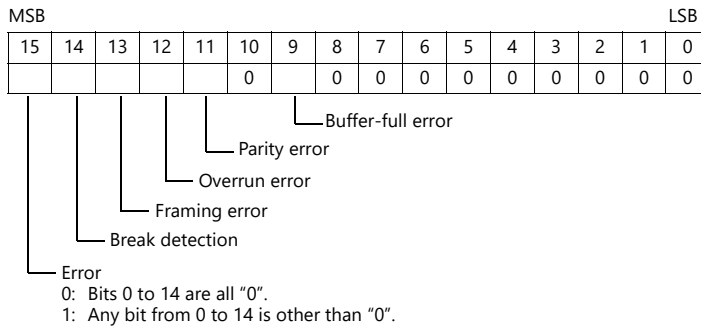 MSB LSB
15 14 13 12 11 10 9 8 7 6 5 4 3 2 1 0
0 0 0 0 0 0 0 0 0 0
Buffer-full error
Parity error
Overrun error
Framing error
Break detection
Error
0: Bits 0 to 14 are all “0”.
1: Any bit from 0 to 14 is other than “0”.